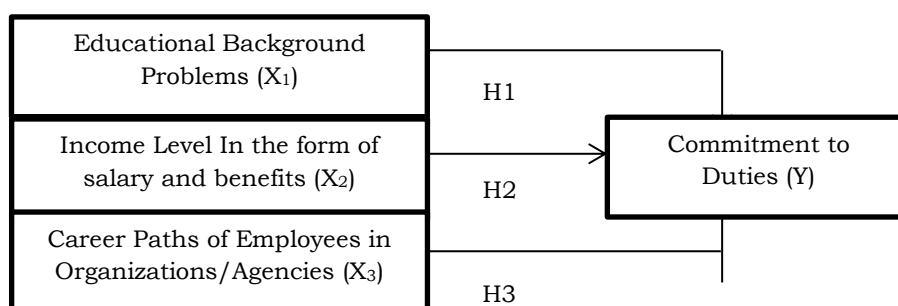 Educational Background
Problems (X₁)
H1
Income Level In the form of
salary and benefits (X₂)
Commitment to
Duties (Y)
H2
Career Paths of Employees in
Organizations/Agencies (X₃)
H3